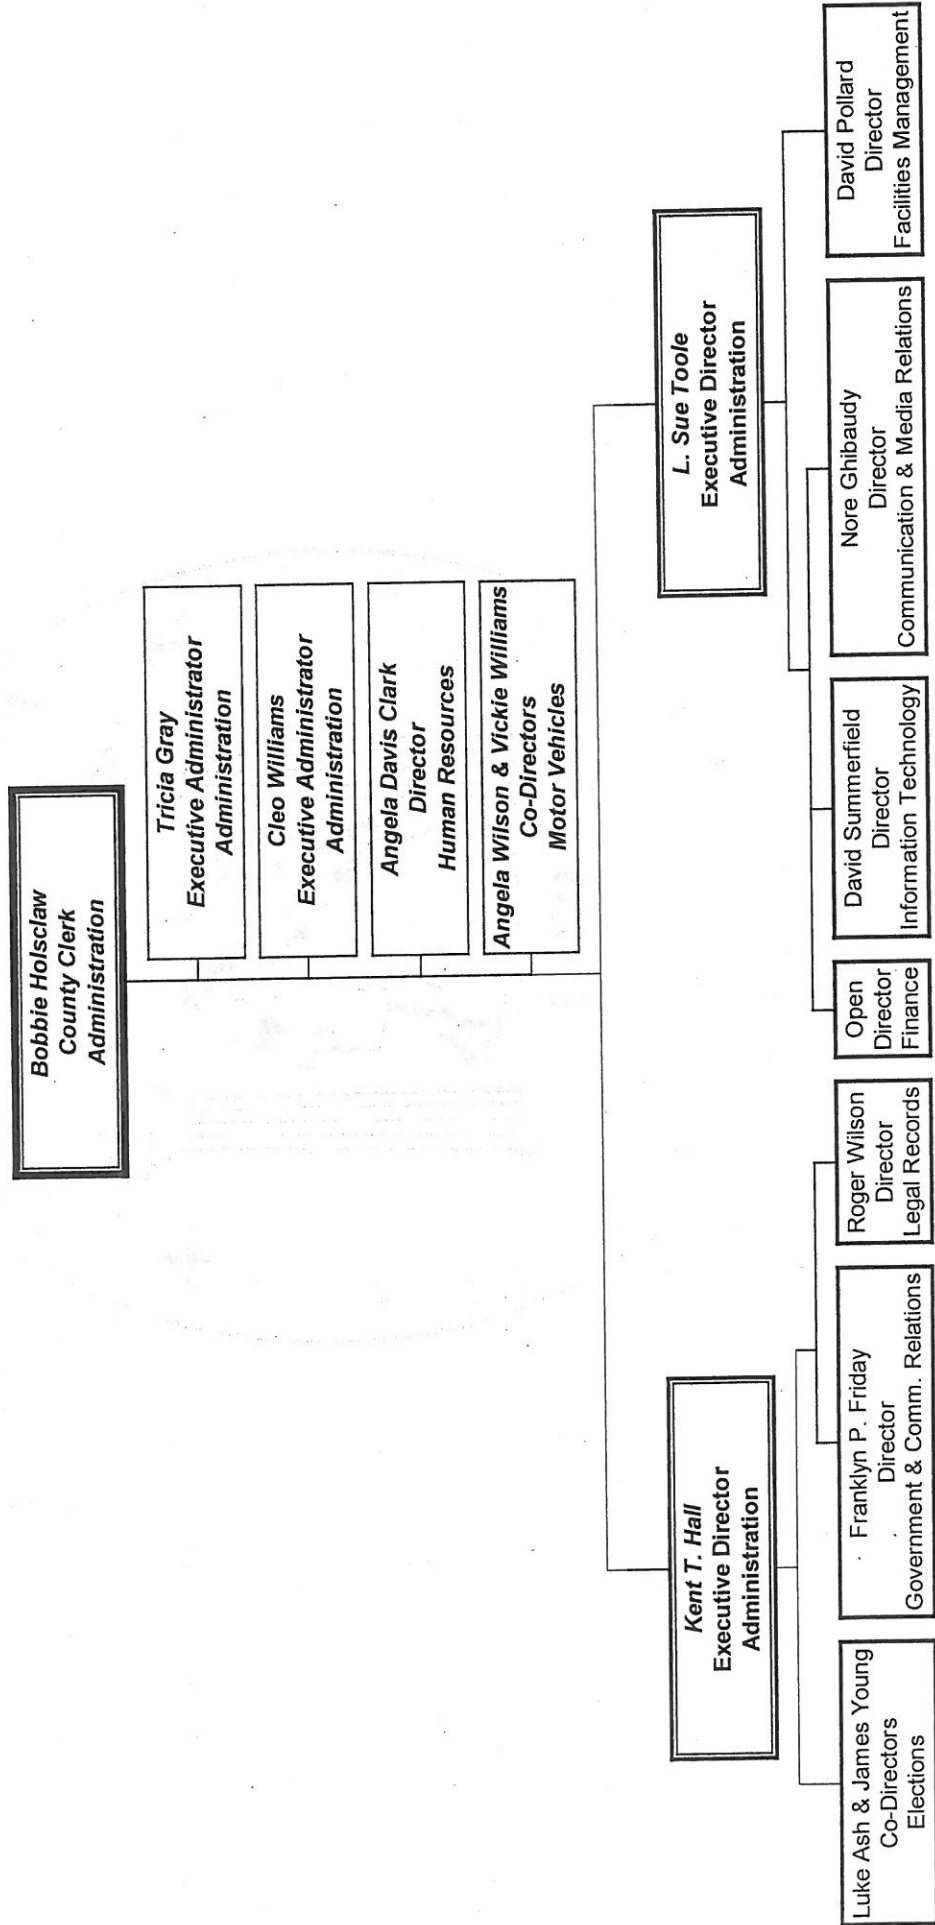 Bobbie Holsclaw
County Clerk
Administration
Tricia Gray
Executive Administrator
Administration
Cleo Williams
Executive Administrator
Administration
Angela Davis Clark
Director
Human Resources
Angela Wilson & Vickie Williams
Co-Directors
Motor Vehicles
Kent T. Hall
Executive Director
Administration
L. Sue Toole
Executive Director
Administration
Luke Ash & James Young
Co-Directors
Elections
Franklyn P. Friday
Director
Government & Comm. Relations
Roger Wilson
Director
Legal Records
Open
Director
Finance
David Summerfield
Director
Information Technology
Nore Ghibaudy
Director
Communication & Media Relations
David Pollard
Director
Facilities Management